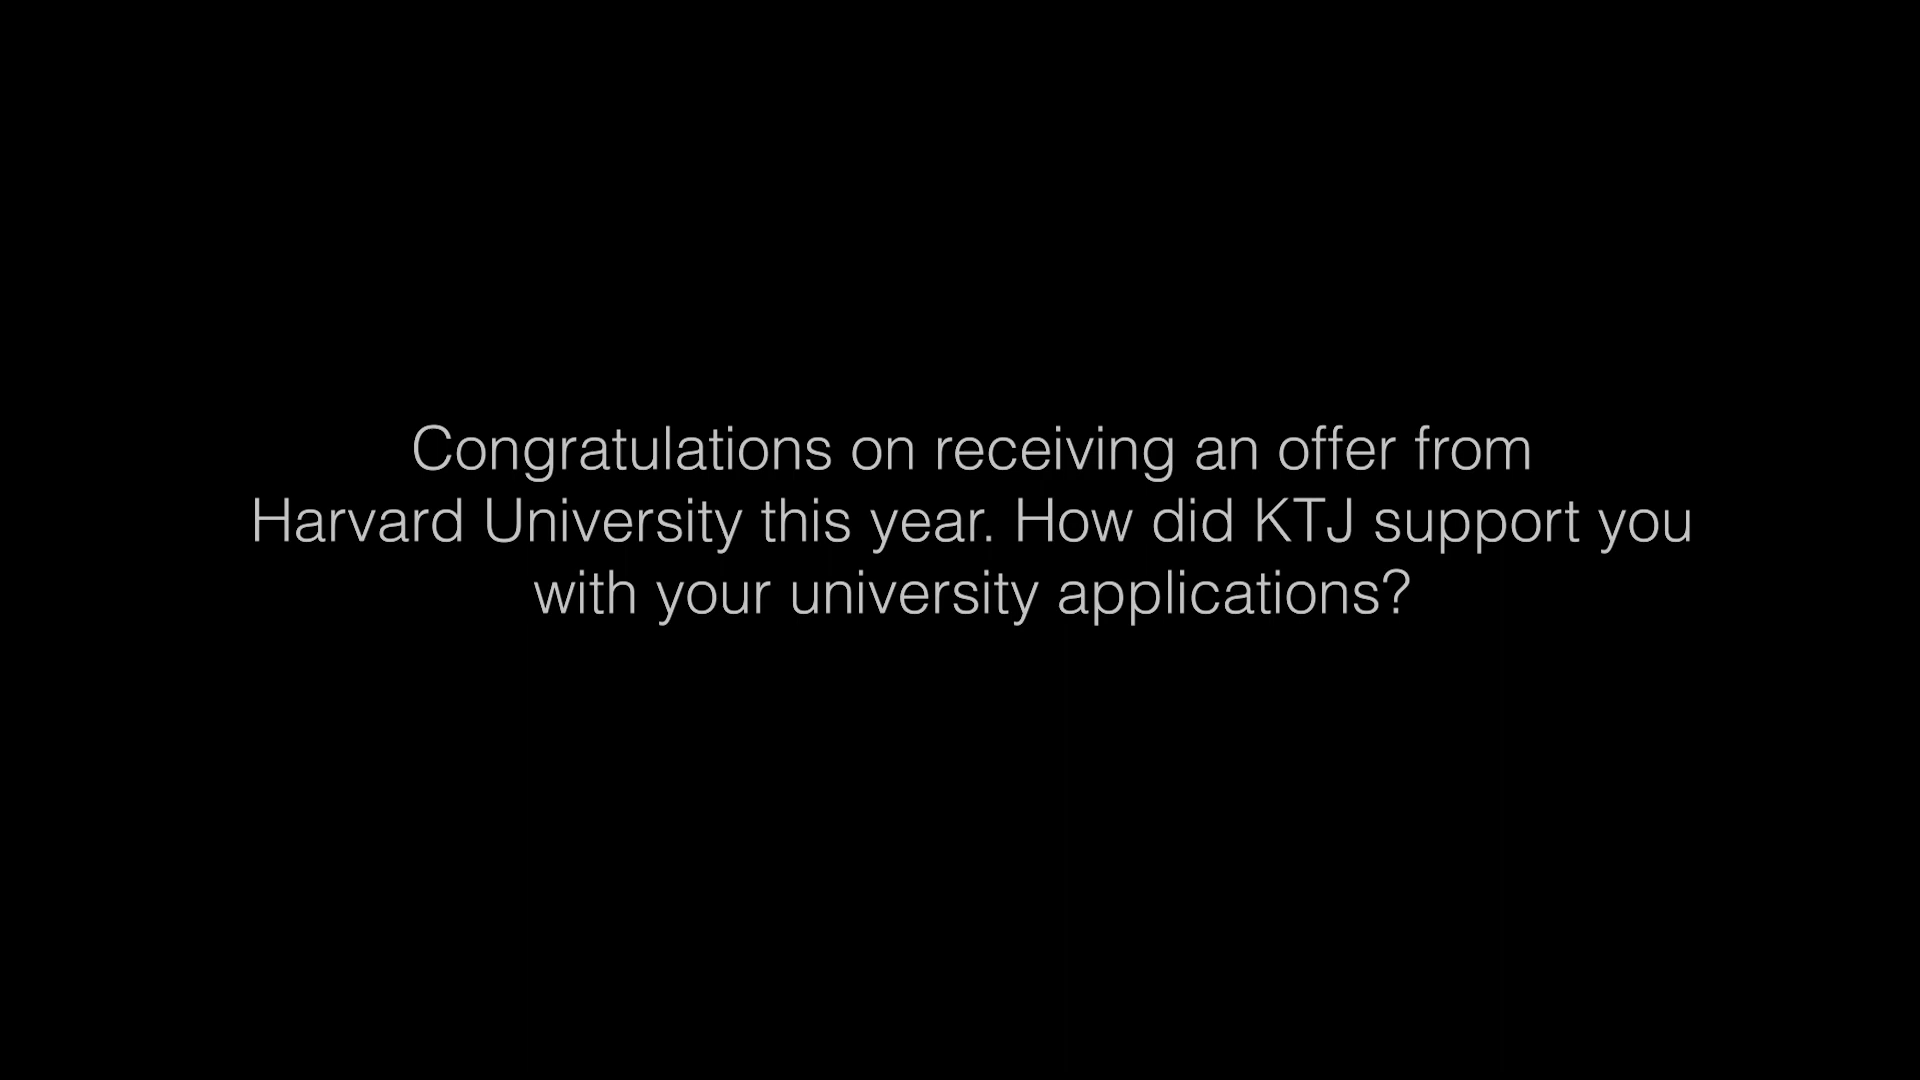 Congratulations on receiving an offer from
Harvard University this year. How did KTJ support you
with your university applications?